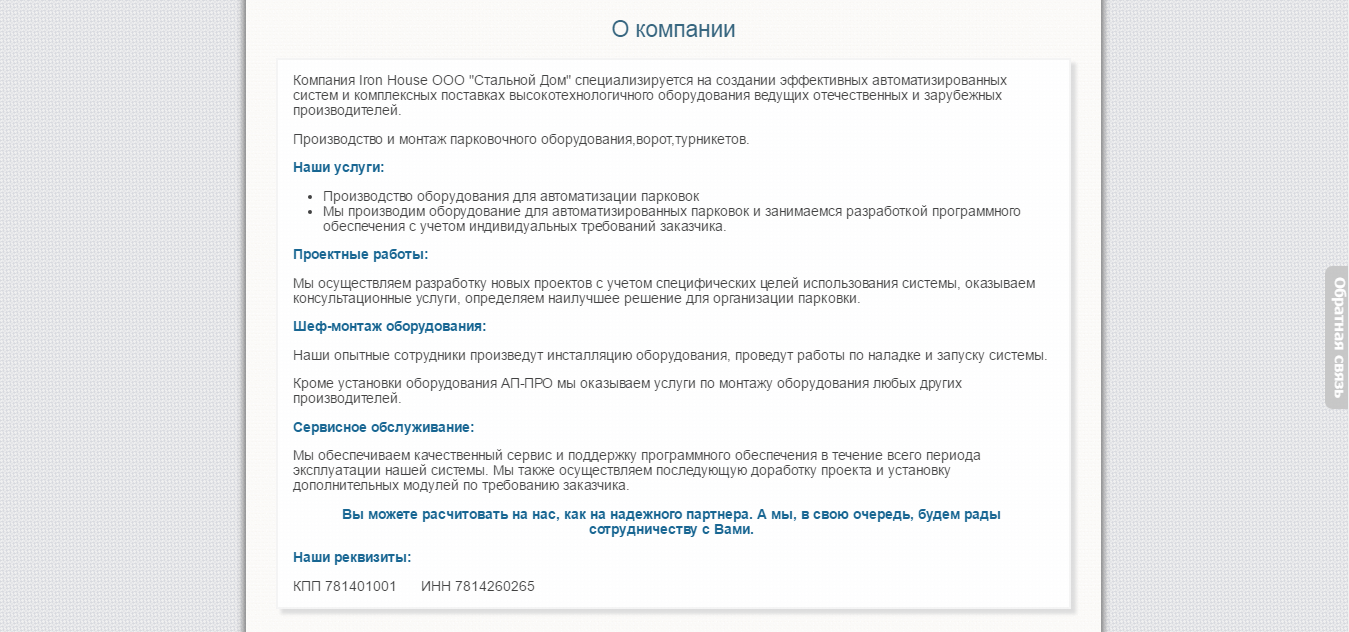 О компании
Компания Iron House ООО "Стальной Дом" специализируется на создании эффективных автоматизированных
систем и комплексных поставках высокотехнологичного оборудования ведущих отечественных и зарубежных
производителей.
Производство и монтаж парковочного оборудования,ворот,турникетов.
Наши услуги:
• Производство оборудования для автоматизации парковок
• Мы производим оборудование для автоматизированных парковок и занимаемся разработкой программного
обеспечения с учетом индивидуальных требований заказчика.
Проектные работы:
Мы осуществляем разработку новых проектов с учетом специфических целей использования системы, оказываем
консультационные услуги, определяем наилучшее решение для организации парковки.
Шеф-монтаж оборудования:
Наши опытные сотрудники произведут инсталляцию оборудования, проведут работы по наладке и запуску системы.
Кроме установки оборудования АП-ПРО мы оказываем услуги по монтажу оборудования любых других
производителей.
Сервисное обслуживание:
Мы обеспечиваем качественный сервис и поддержку программного обеспечения в течение всего периода
эксплуатации нашей системы. Мы также осуществляем последующую доработку проекта и установку
дополнительных модулей по требованию заказчика.
Вы можете расчитовать на нас, как на надежного партнера. А мы, в свою очередь, будем рады
сотрудничеству с Вами.
Наши реквизиты:
КПП 781401001 ИНН 7814260265
Обратная связь